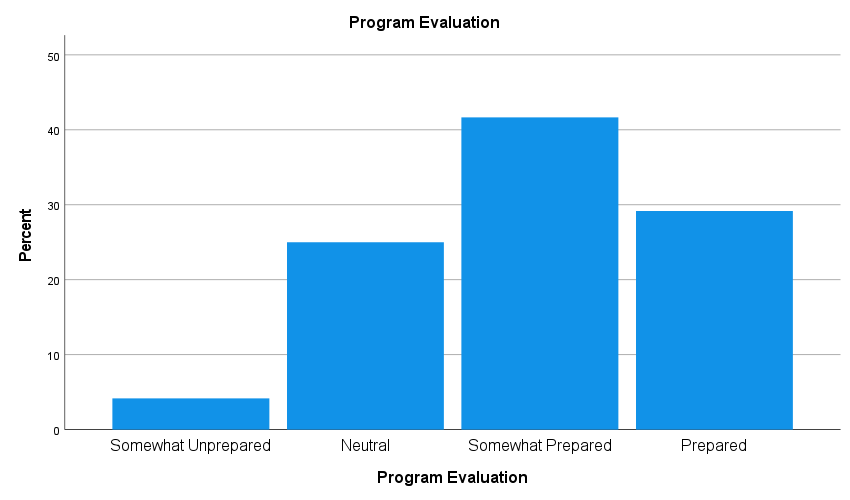 Program Evaluation
50
40
30
20
10
0
Percent
Somewhat Unprepared
Neutral
Somewhat Prepared
Prepared
Program Evaluation